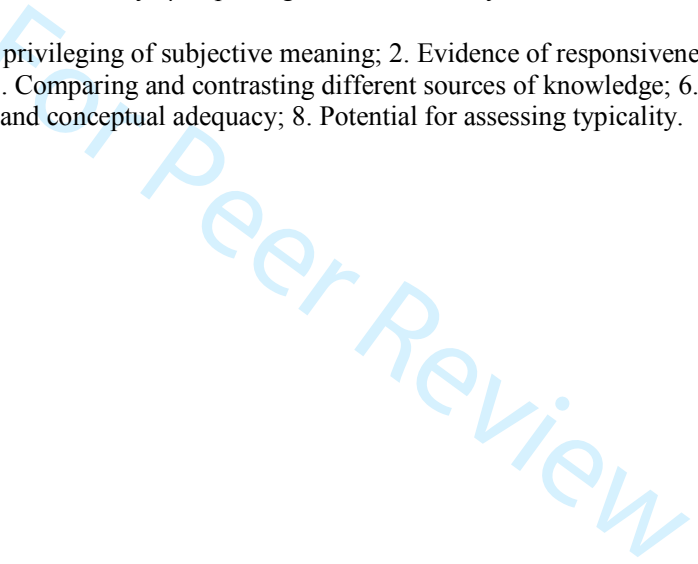 privileging of subjective meaning; 2. Evidence of responsivene
. Comparing and contrasting different sources of knowledge; 6.
and conceptual adequacy; 8. Potential for assessing typicality.
For Peer Review